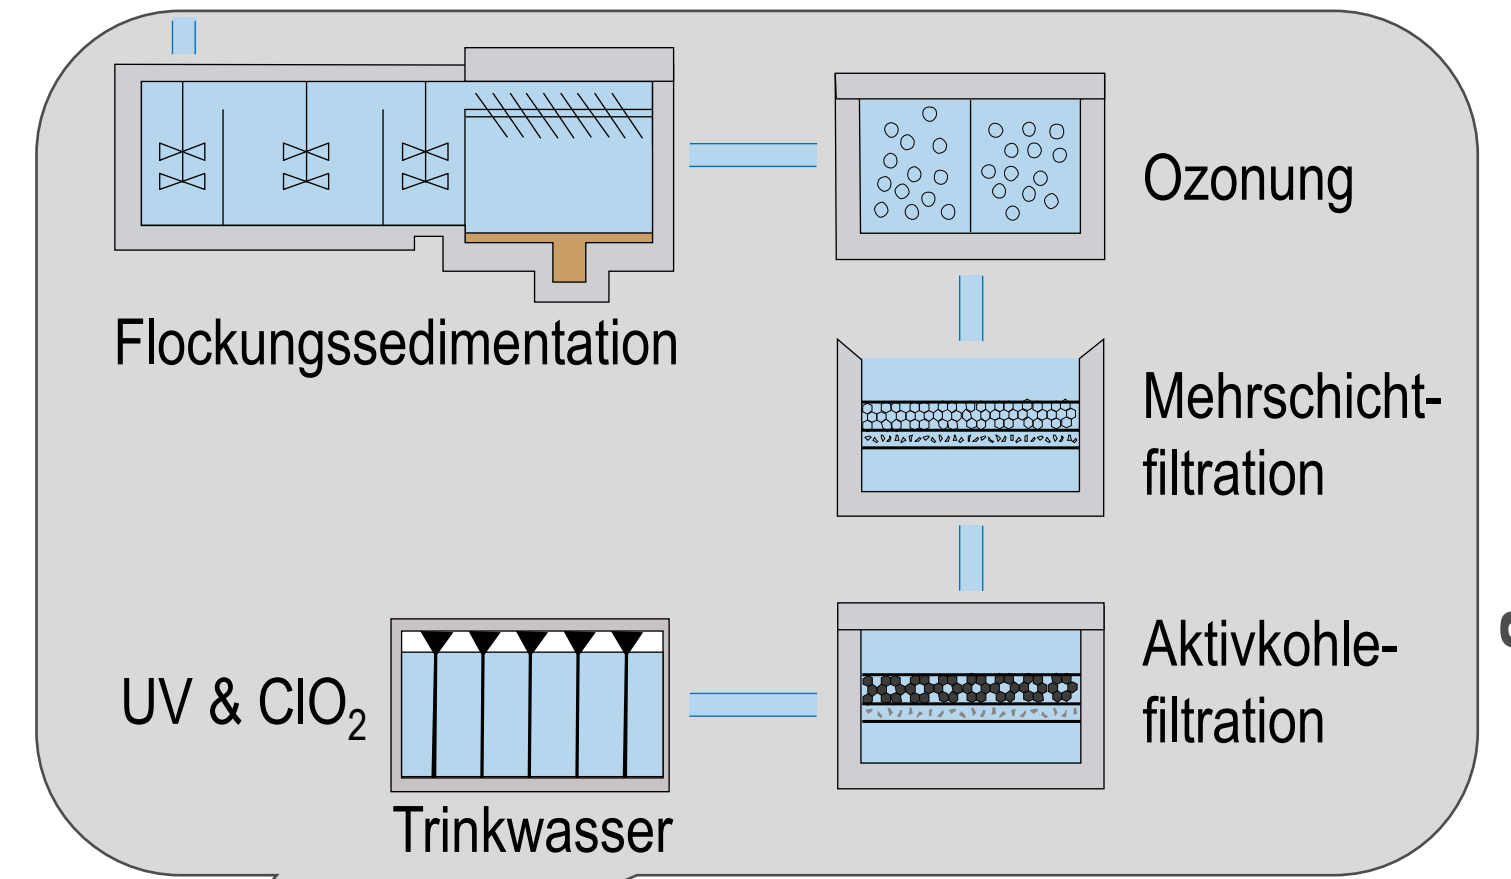 Flockungssedimentation
Ozonung
Mehrschicht-
filtration
Aktivkohle-
filtration
UV & ClO₂
Trinkwasser